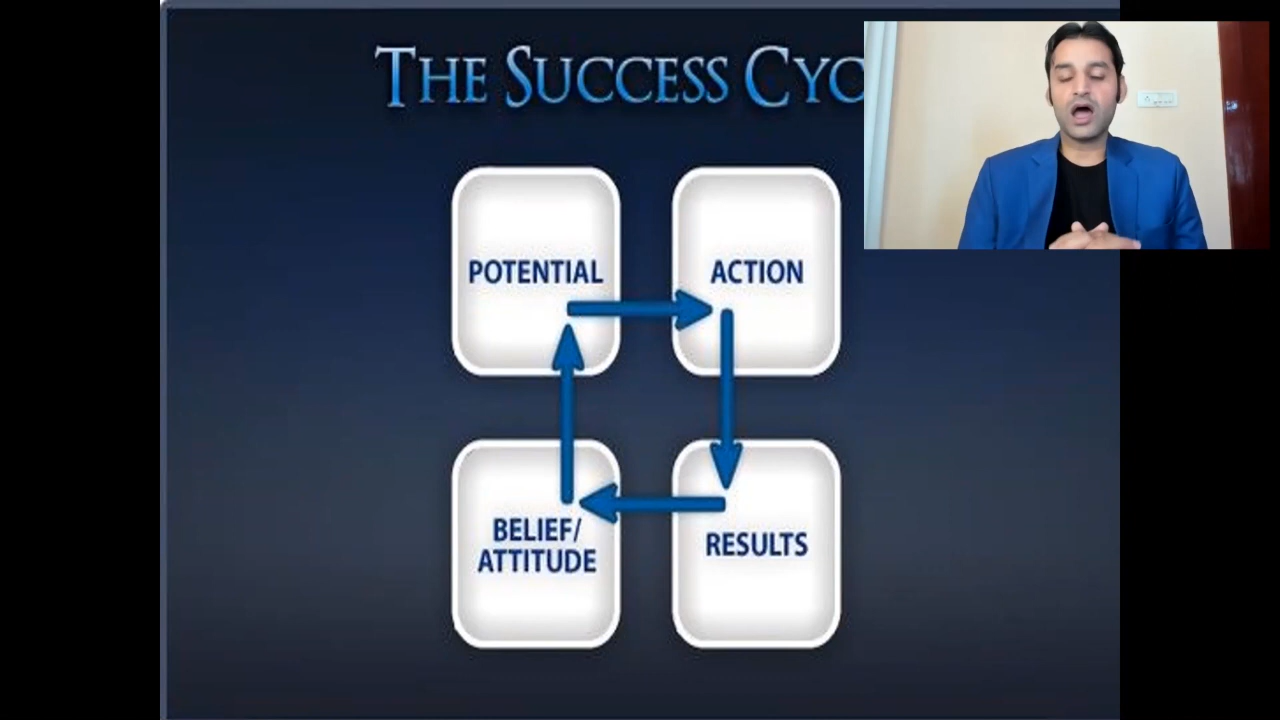 THE SUCCESS CYC
POTENTIAL
ACTION
BELIEF/
ATTITUDE
RESULTS